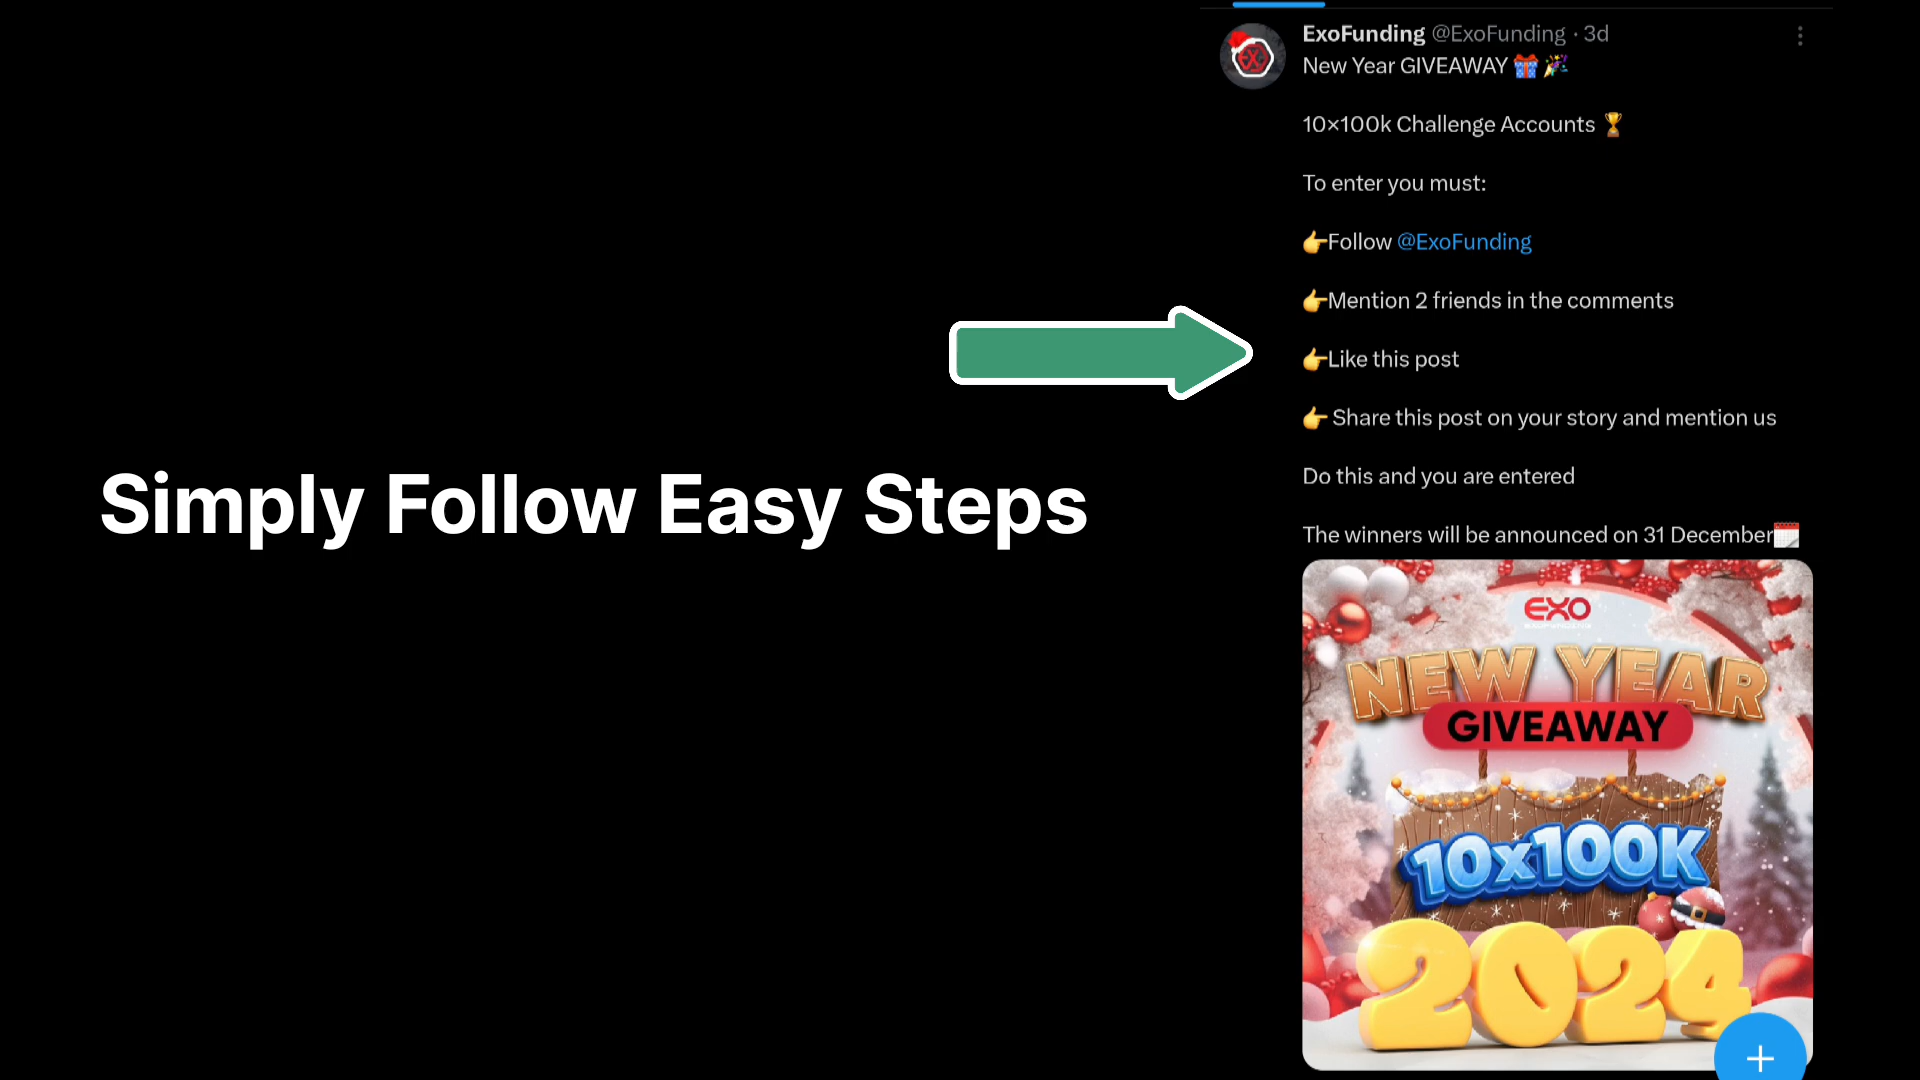 Simply Follow Easy Steps
ExoFunding @ExoFunding · 3d
New Year GIVEAWAY 🎁 🎉
10×100k Challenge Accounts 🏆
To enter you must:
👉Follow @ExoFunding
👉Mention 2 friends in the comments
👉Like this post
👉 Share this post on your story and mention us
Do this and you are entered
The winners will be announced on 31 December🗓
EXO
NEW YEAR
GIVEAWAY
10x100K
2024